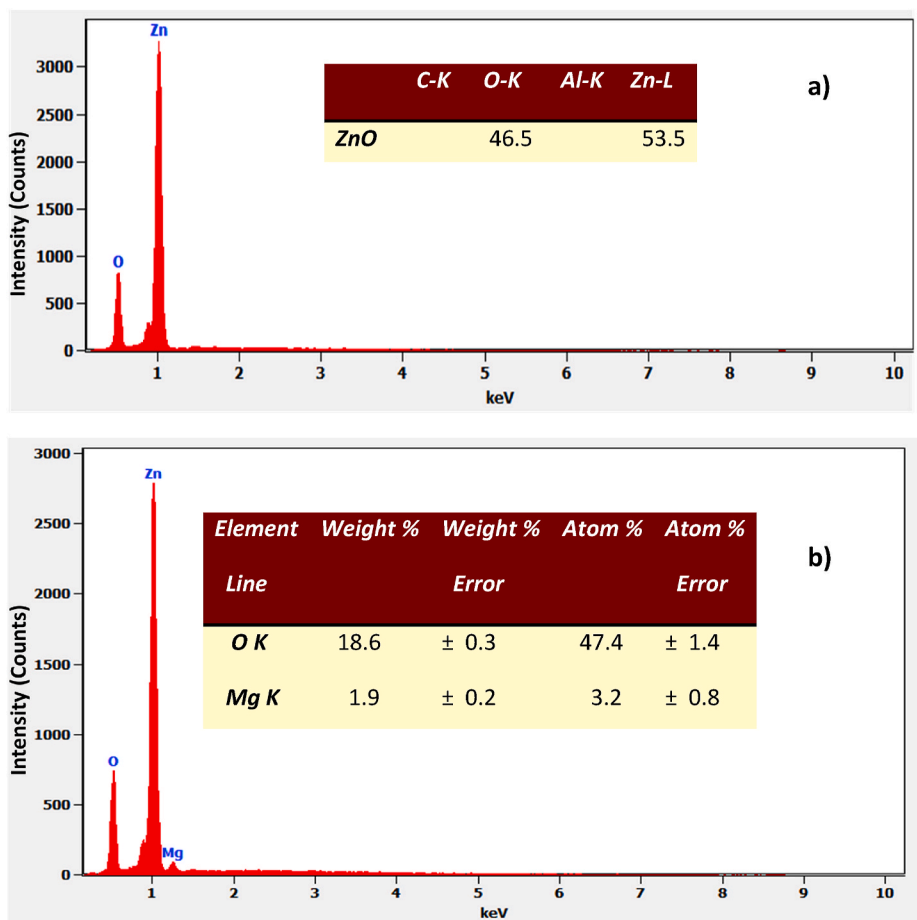 Zn
C-K O-K Al-K Zn-L
a)
ZnO 46.5 53.5
O
Intensity (Counts)
3000
2500
2000
1500
1000
500
0
1 2 3 4 5 6 7 8 9 10
keV
3000
2500
2000
1500
1000
500
0
Intensity (Counts)
Zn
Element Weight % Weight % Atom % Atom %
Line Error Error
b)
O K 18.6 ± 0.3 47.4 ± 1.4
Mg K 1.9 ± 0.2 3.2 ± 0.8
O
Mg
1 2 3 4 5 6 7 8 9 10
keV